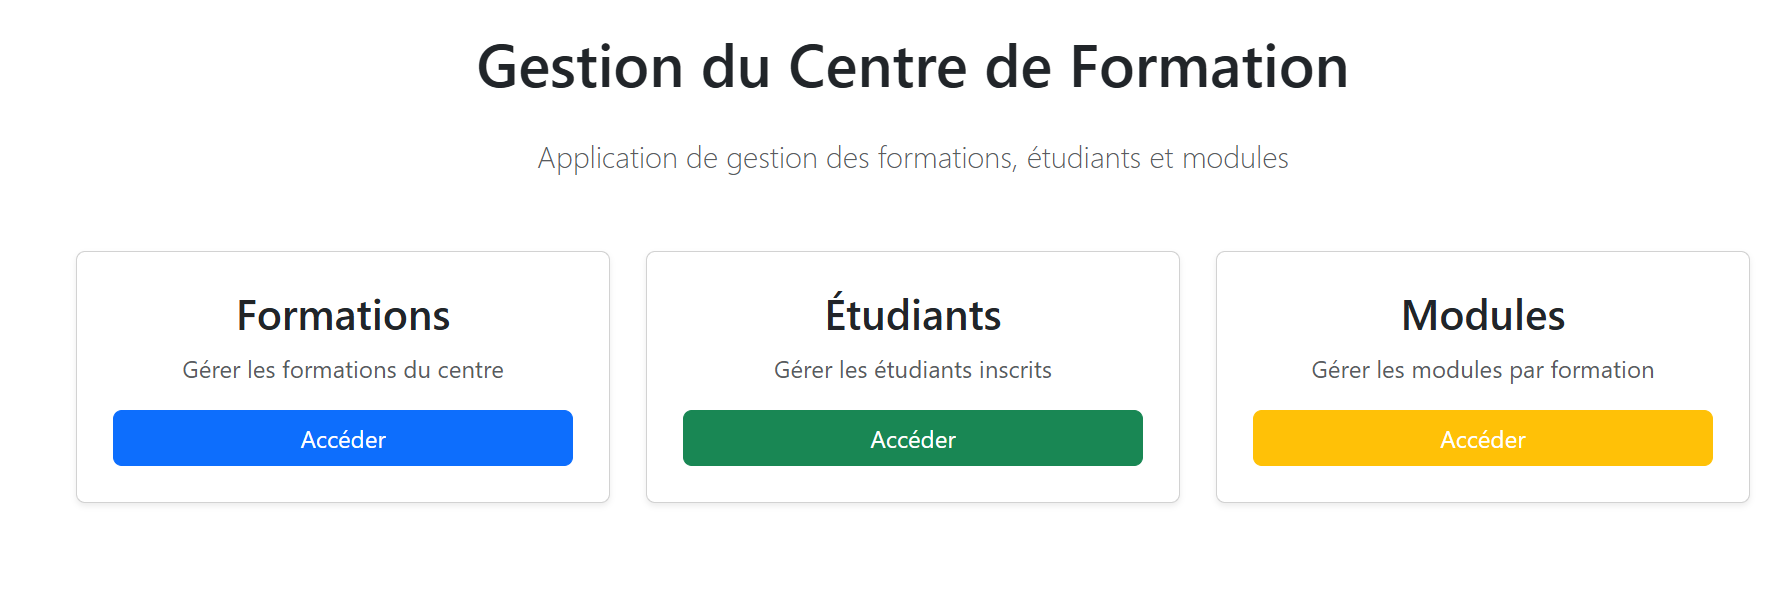 Gestion du Centre de Formation
Application de gestion des formations, étudiants et modules
Formations
Gérer les formations du centre
Accéder
Étudiants
Gérer les étudiants inscrits
Accéder
Modules
Gérer les modules par formation
Accéder